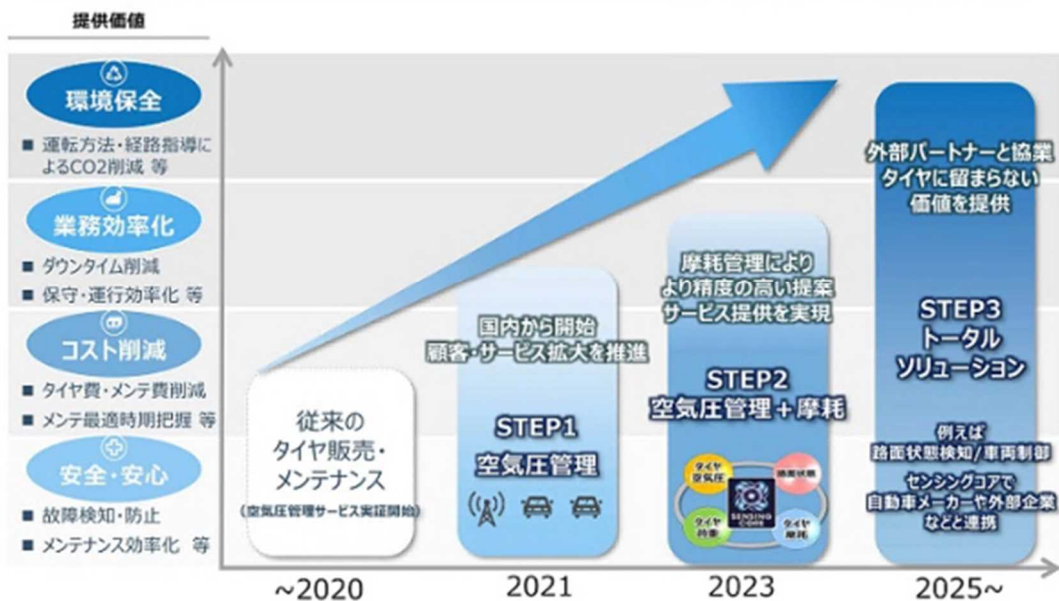 提供価値
環境保全
■ 運転方法・経路指導に
よるCO2削減 等
業務効率化
■ ダウンタイム削減
■ 保守・運行効率化 等
コスト削減
■ タイヤ費・メンテ費削減
■ メンテ最適時期把握 等
安全・安心
■ 故障検知・防止
■ メンテナンス効率化 等
従来の
タイヤ販売・
メンテナンス
(空気圧管理サービス実証開始)
国内から開始
顧客・サービス拡大を推進
STEP1
空気圧管理
摩耗管理により
より精度の高い提案
サービス提供を実現
STEP2
空気圧管理+摩耗
タイヤ
空気圧
路面状態
SENSING
CORE
タイヤ
荷重
タイヤ
摩耗
外部パートナーと協業
タイヤに留まらない
価値を提供
STEP3
トータル
ソリューション
例えば
路面状態検知/車両制御
センシングコアで
自動車メーカーや外部企業
などと連携
~2020
2021
2023
2025~